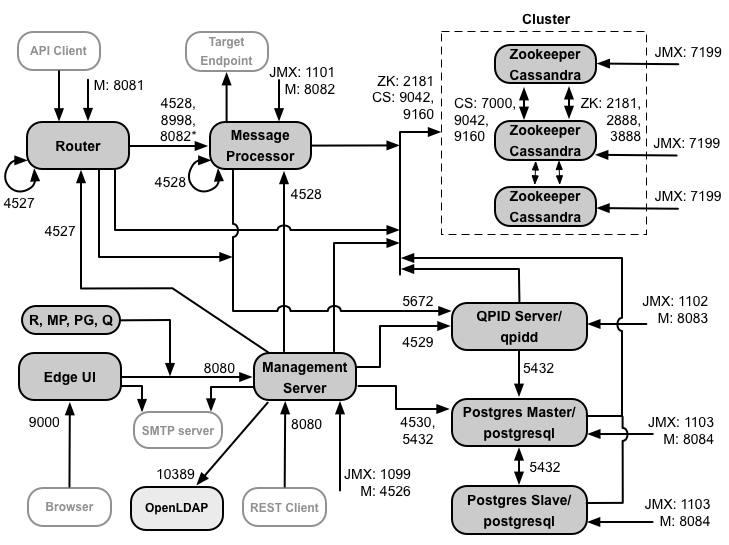 Cluster
API Client
Target
Endpoint
Zookeeper
Cassandra
JMX: 7199
M: 8081
JMX: 1101
M: 8082
ZK: 2181
CS: 9042,
9160
4528,
8998,
8082*
CS: 7000,
9042,
9160
ZK: 2181,
2888,
3888
Router
Message
Processor
Zookeeper
Cassandra
JMX: 7199
4527
4528
4528
Zookeeper
Cassandra
JMX: 7199
4527
R, MP, PG, Q
5672
QPID Server/
qpidd
JMX: 1102
M: 8083
4529
Edge UI
8080
Management
Server
5432
9000
SMTP server
8080
4530,
5432
Postgres Master/
postgresql
JMX: 1103
M: 8084
10389
JMX: 1099
M: 4526
5432
Browser
OpenLDAP
REST Client
Postgres Slave/
postgresql
JMX: 1103
M: 8084